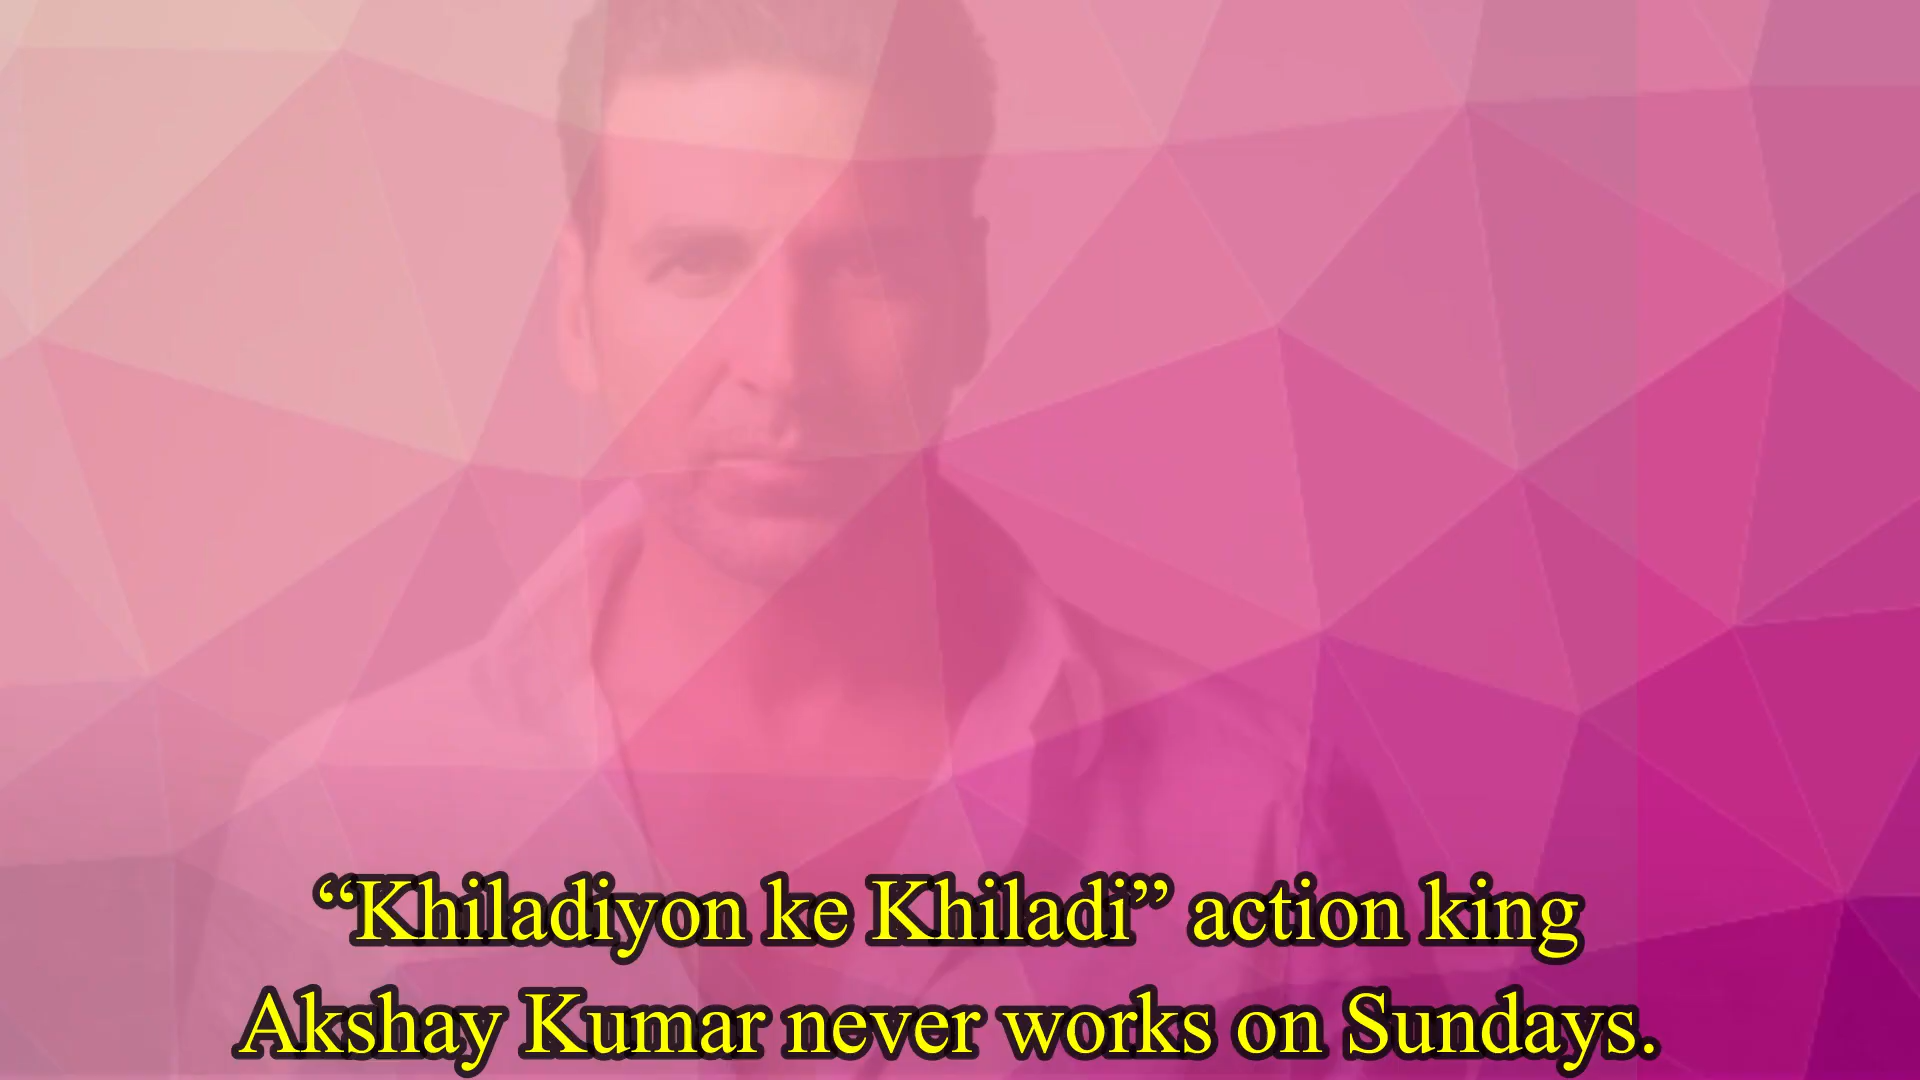 “Khiladiyon ke Khiladi” action king
Akshay Kumar never works on Sundays.